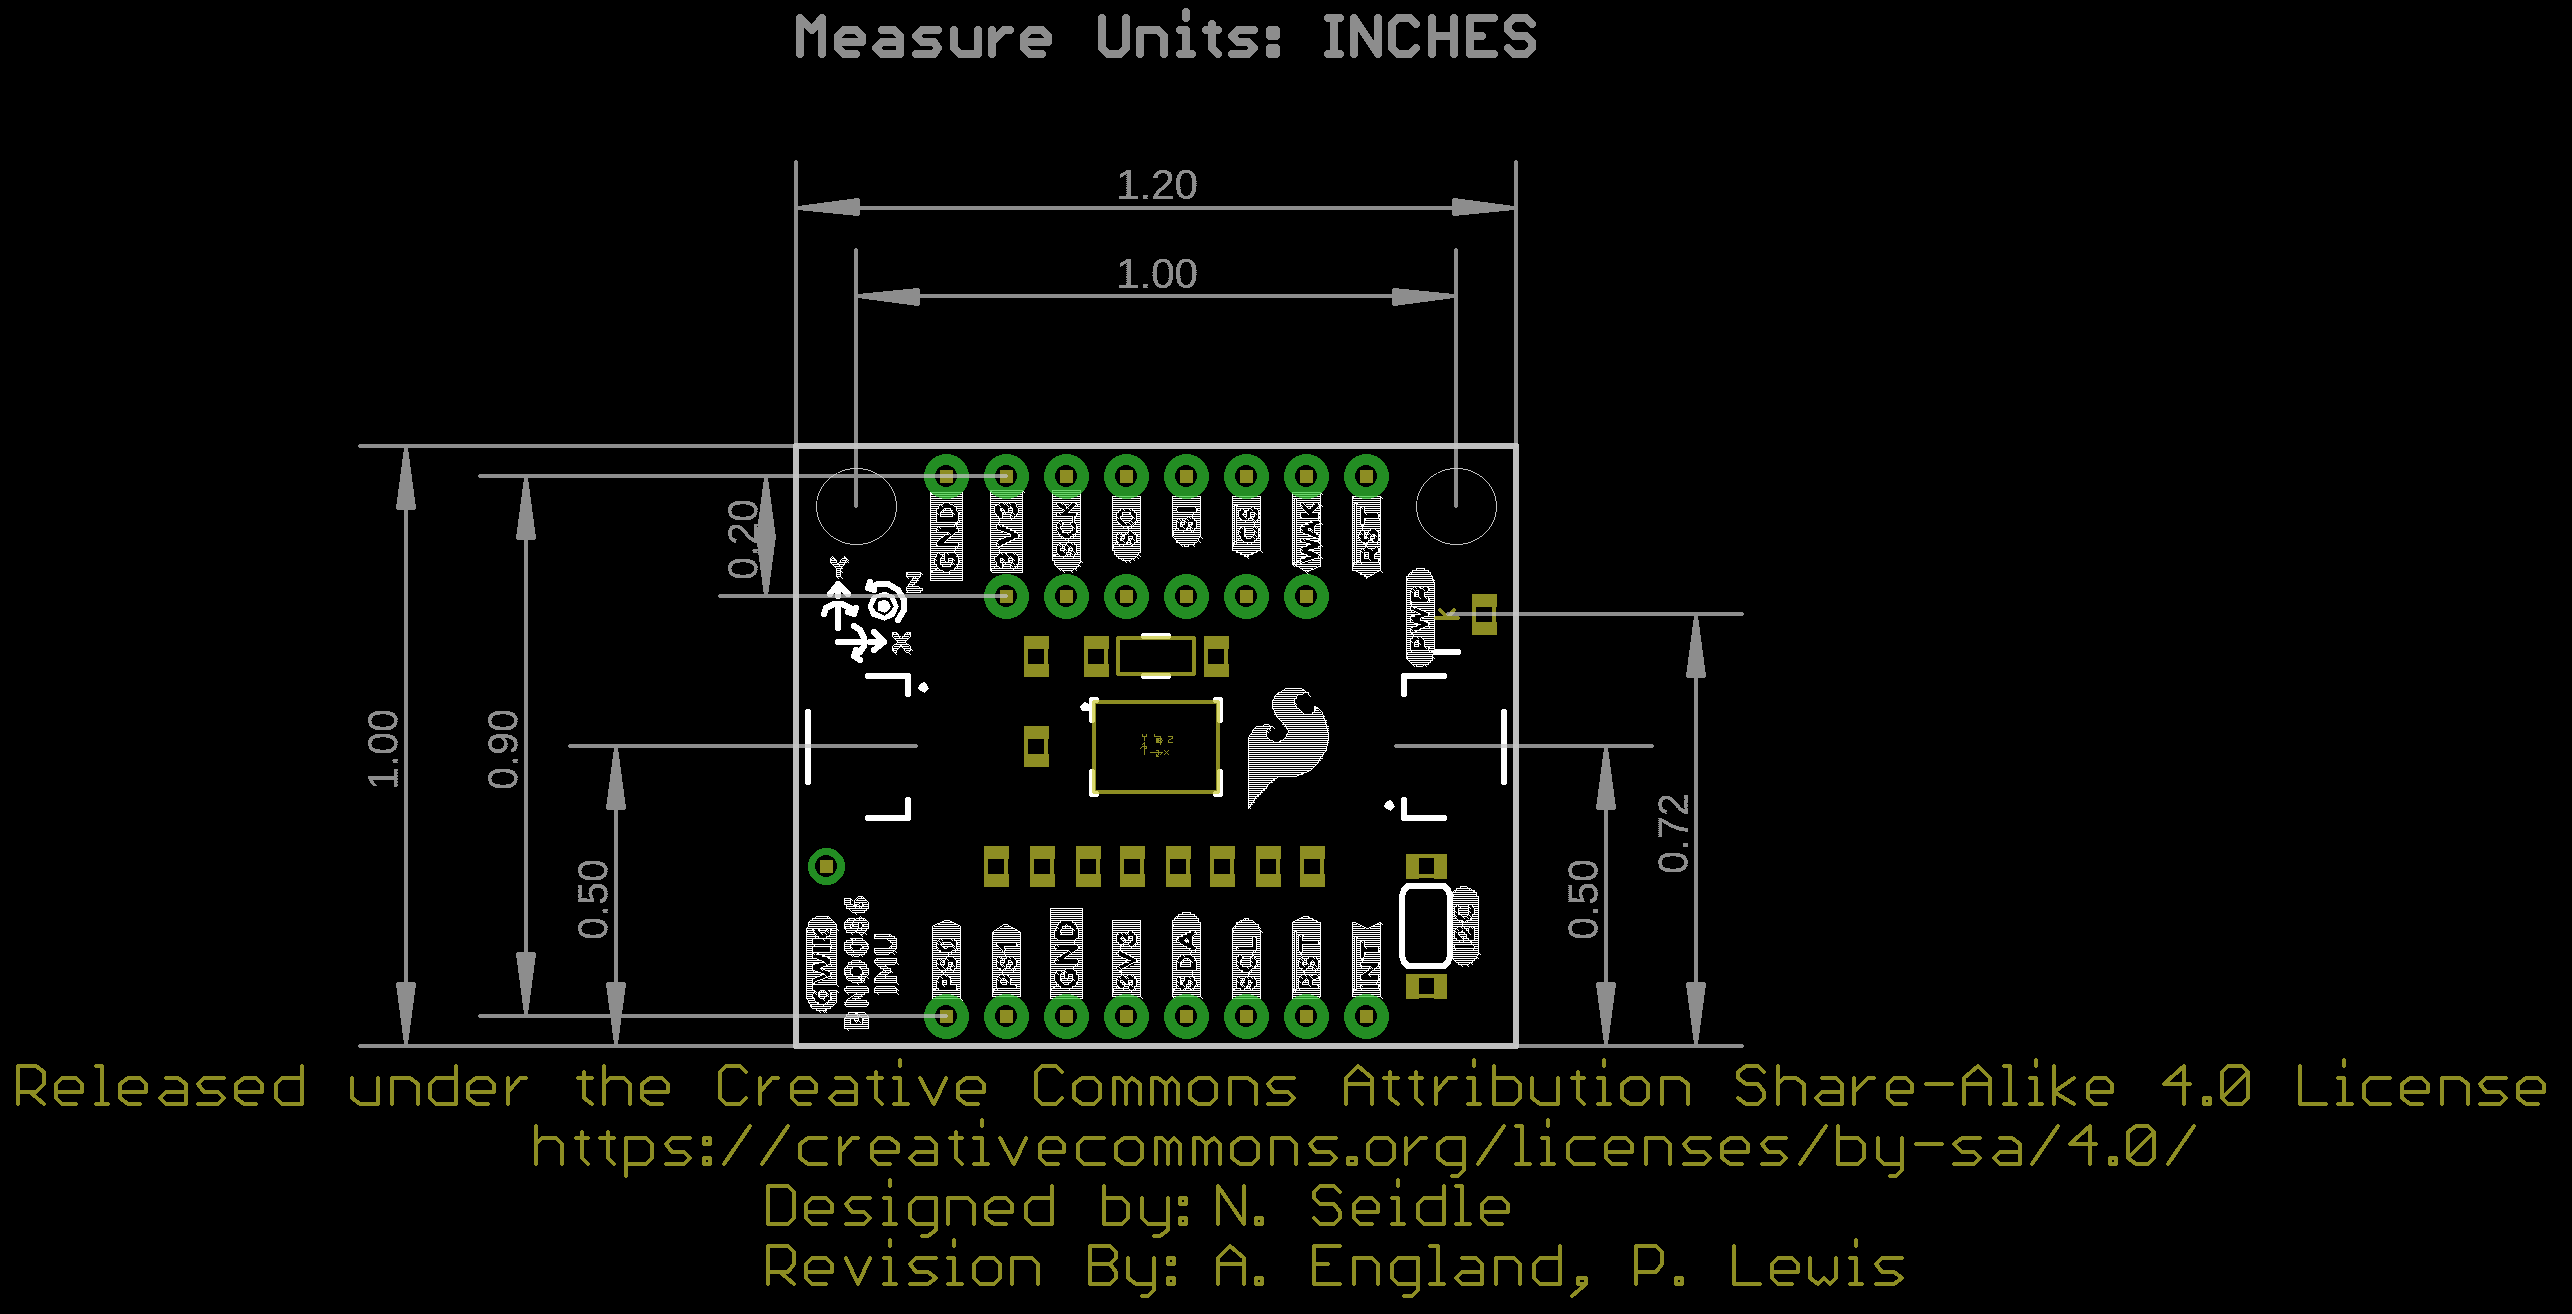 Measure Units: INCHES
1.20
1.00
GND
3V3
SCK
SO
SI
CS
WAK
RST
0.20
Y
Z
X
PWR
K
1.00
0.90
0.50
0.50
0.72
QWIIC
BNO086
IMU
PS0
PS1
GND
3V3
SDA
SCL
RST
INT
I2C
Released under the Creative Commons Attribution Share-Alike 4.0 License
https://creativecommons.org/licenses/by-sa/4.0/
Designed by: N. Seidle
Revision By: A. England, P. Lewis